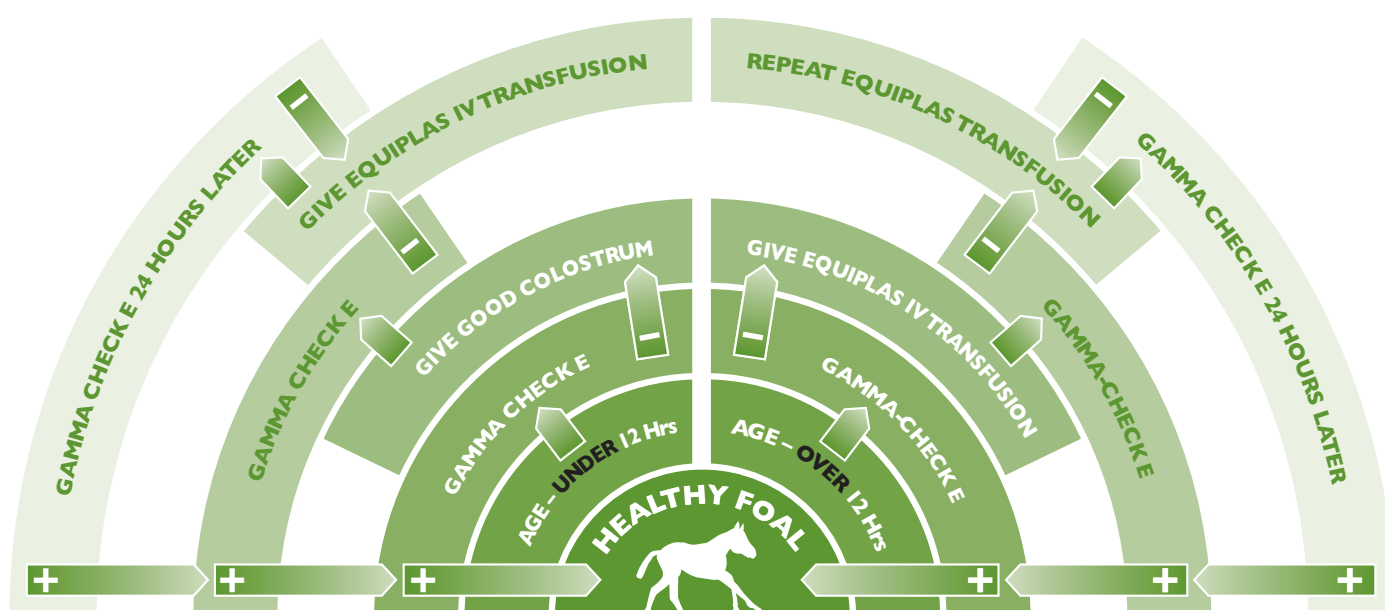 GAMMA CHECK E 24 HOURS LATER
GIVE EQUIPLAS IV TRANSFUSION
GAMMA CHECK E
GIVE GOOD COLOSTRUM
GAMMA CHECK E
AGE – UNDER 12 Hrs
HEALTHY FOAL
AGE – OVER 12 Hrs
GAMMA-CHECK E
GIVE EQUIPLAS IV TRANSFUSION
GAMMA-CHECK E
REPEAT EQUIPLAS TRANSFUSION
GAMMA CHECK E 24 HOURS LATER
–
–
–
–
–
–
+
+
+
+
+
+